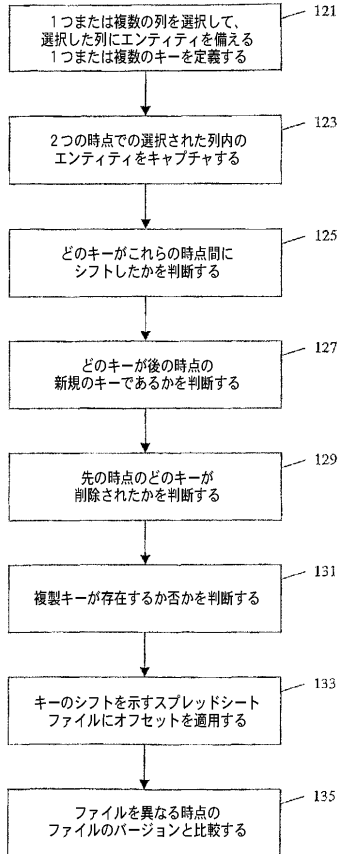 121
1つまたは複数の列を選択して、
選択した列にエンティティを備える
1つまたは複数のキーを定義する
123
2つの時点での選択された列内の
エンティティをキャプチャする
125
どのキーがこれらの時点間に
シフトしたかを判断する
127
どのキーが後の時点の
新規のキーであるかを判断する
129
先の時点のどのキーが
削除されたかを判断する
131
複製キーが存在するか否かを判断する
133
キーのシフトを示すスプレッドシート
ファイルにオフセットを適用する
135
ファイルを異なる時点の
ファイルのバージョンと比較する